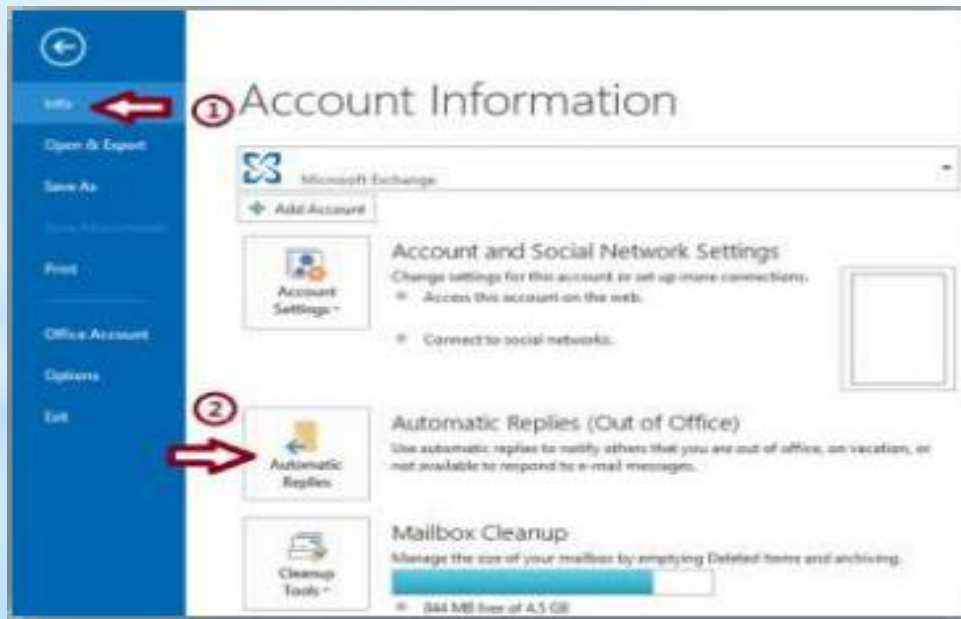 Info
①
Account Information
Open & Export
Save As
Save Attachments
Print
Office Account
Options
Exit
Microsoft Exchange
Add Account
Account
Settings
Account and Social Network Settings
Change settings for this account or set up more connections.
Access this account on the web.
Connect to social networks.
②
Automatic
Replies
Automatic Replies (Out of Office)
Use automatic replies to notify others that you are out of office, on vacation, or
not available to respond to e-mail messages.
Cleanup
Tools
Mailbox Cleanup
Manage the size of your mailbox by emptying Deleted Items and archiving.
844 MB free of 4.5 GB